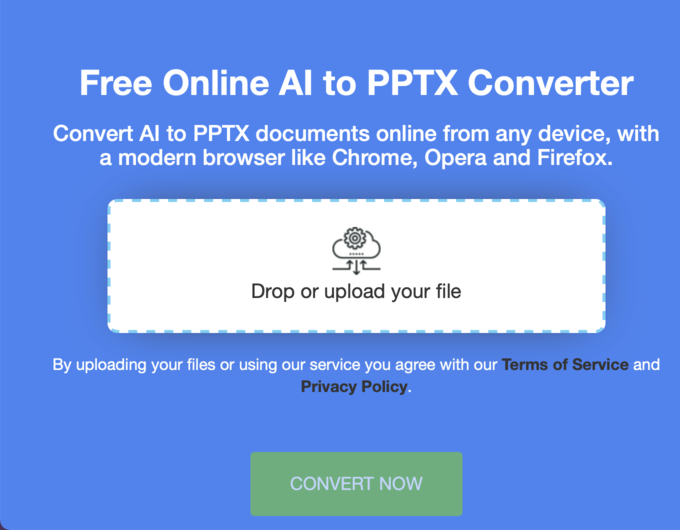 Free Online AI to PPTX Converter
Convert AI to PPTX documents online from any device, with
a modern browser like Chrome, Opera and Firefox.
Drop or upload your file
By uploading your files or using our service you agree with our Terms of Service and
Privacy Policy.
CONVERT NOW